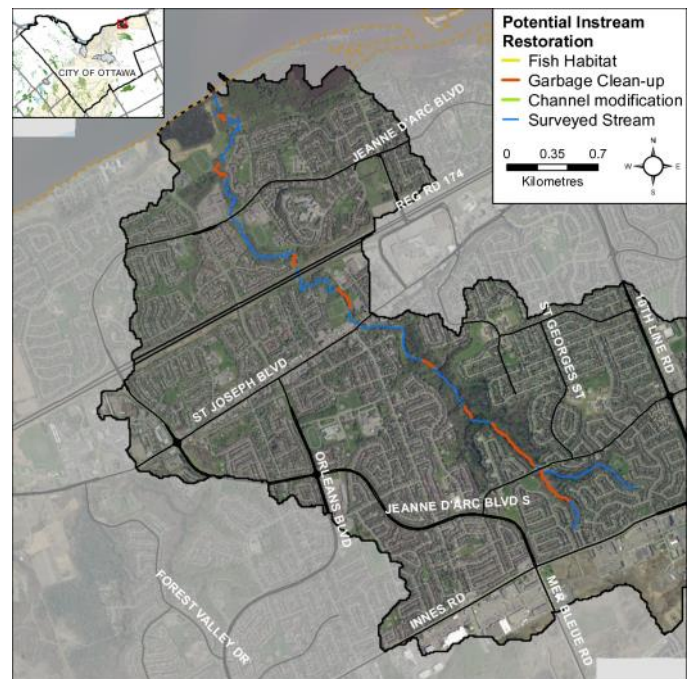 CITY OF OTTAWA
Potential Instream
Restoration
Fish Habitat
Garbage Clean-up
Channel modification
Surveyed Stream
0 0.35 0.7
Kilometres
N
W E
S
JEANNE D'ARC BLVD
REG RD 174
ST JOSEPH BLVD
ST GEORGES ST
10TH LINE RD
ORLEANS BLVD
JEANNE D'ARC BLVD S
FOREST VALLEY DR
INNES RD
MER BLEUE RD